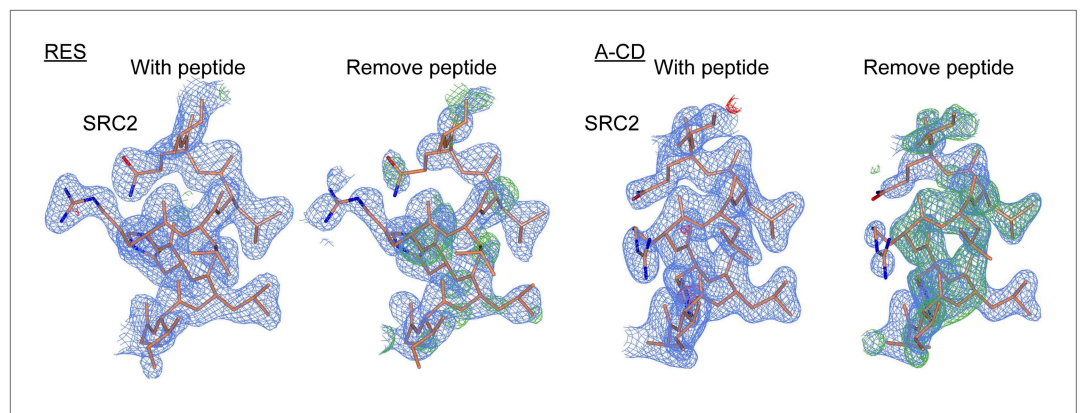 RES
With peptide
Remove peptide
SRC2
A-CD
With peptide
Remove peptide
SRC2